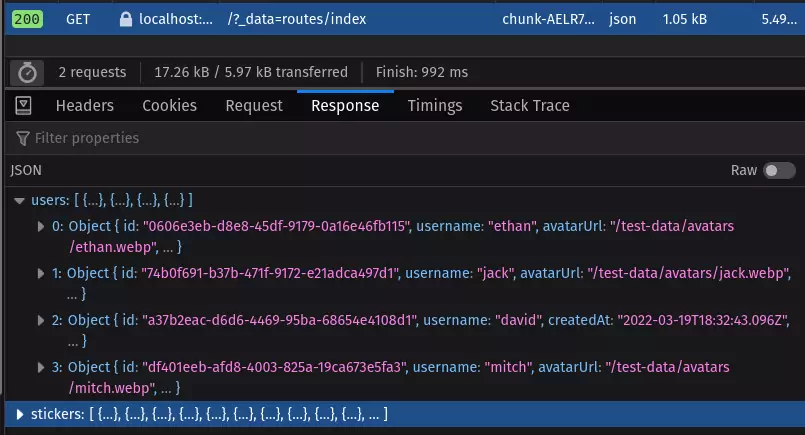 200 GET localhost:... /?_data=routes/index chunk-AELR7... json 1.05 kB 5.49...
2 requests 17.26 kB / 5.97 kB transferred Finish: 992 ms
Headers Cookies Request Response Timings Stack Trace
Filter properties
JSON Raw
users: [ {…}, {…}, {…}, {…} ]
0: Object { id: "0606e3eb-d8e8-45df-9179-0a16e46fb115", username: "ethan", avatarUrl: "/test-data/avatars
/ethan.webp", … }
1: Object { id: "74b0f691-b37b-471f-9172-e21adca497d1", username: "jack", avatarUrl: "/test-data/avatars/jack.webp",
… }
2: Object { id: "a37b2eac-d6d6-4469-95ba-68654e4108d1", username: "david", createdAt: "2022-03-19T18:32:43.096Z",
… }
3: Object { id: "df401eeb-afd8-4003-825a-19ca673e5fa3", username: "mitch", avatarUrl: "/test-data/avatars
/mitch.webp", … }
stickers: [ {…}, {…}, {…}, {…}, {…}, {…}, {…}, {…}, {…}, {…}, … ]